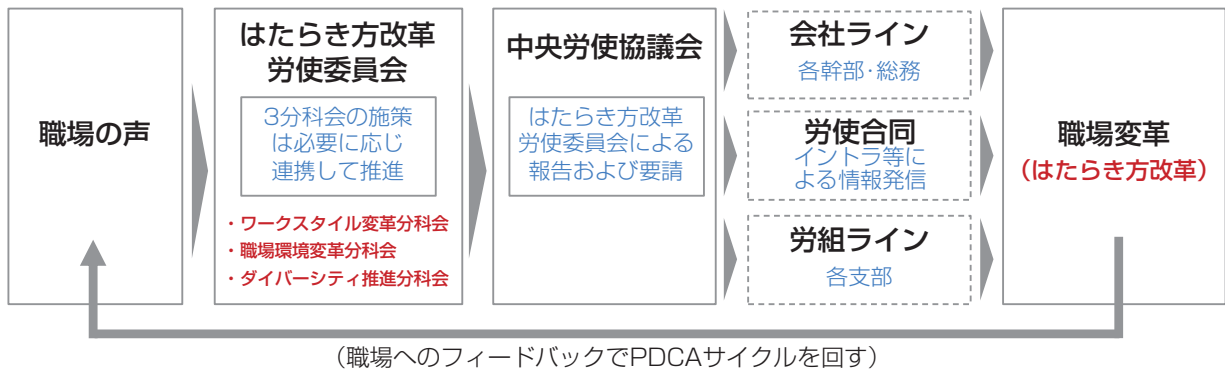 職場の声
はたらき方改革
労使委員会
3分科会の施策
は必要に応じ
連携して推進
・ワークスタイル変革分科会
・職場環境変革分科会
・ダイバーシティ推進分科会
中央労使協議会
はたらき方改革
労使委員会による
報告および要請
会社ライン
各幹部・総務
労使合同
イントラ等に
よる情報発信
労組ライン
各支部
職場変革
（はたらき方改革）
（職場へのフィードバックでPDCAサイクルを回す）